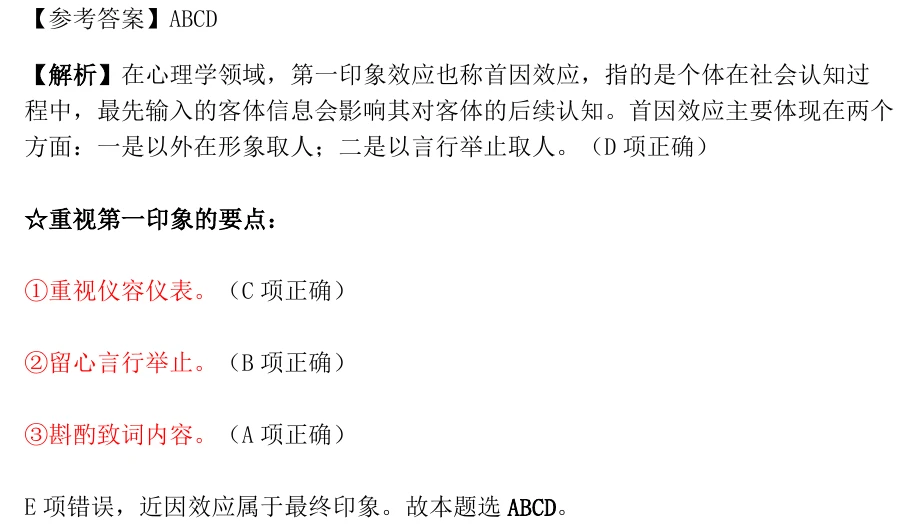 【参考答案】ABCD
【解析】在心理学领域，第一印象效应也称首因效应，指的是个体在社会认知过
程中，最先输入的客体信息会影响其对客体的后续认知。首因效应主要体现在两个
方面：一是以外在形象取人；二是以言行举止取人。（D 项正确）
☆重视第一印象的要点：
①重视仪容仪表。（C 项正确）
②留心言行举止。（B 项正确）
③斟酌致词内容。（A 项正确）
E 项错误，近因效应属于最终印象。故本题选 ABCD。